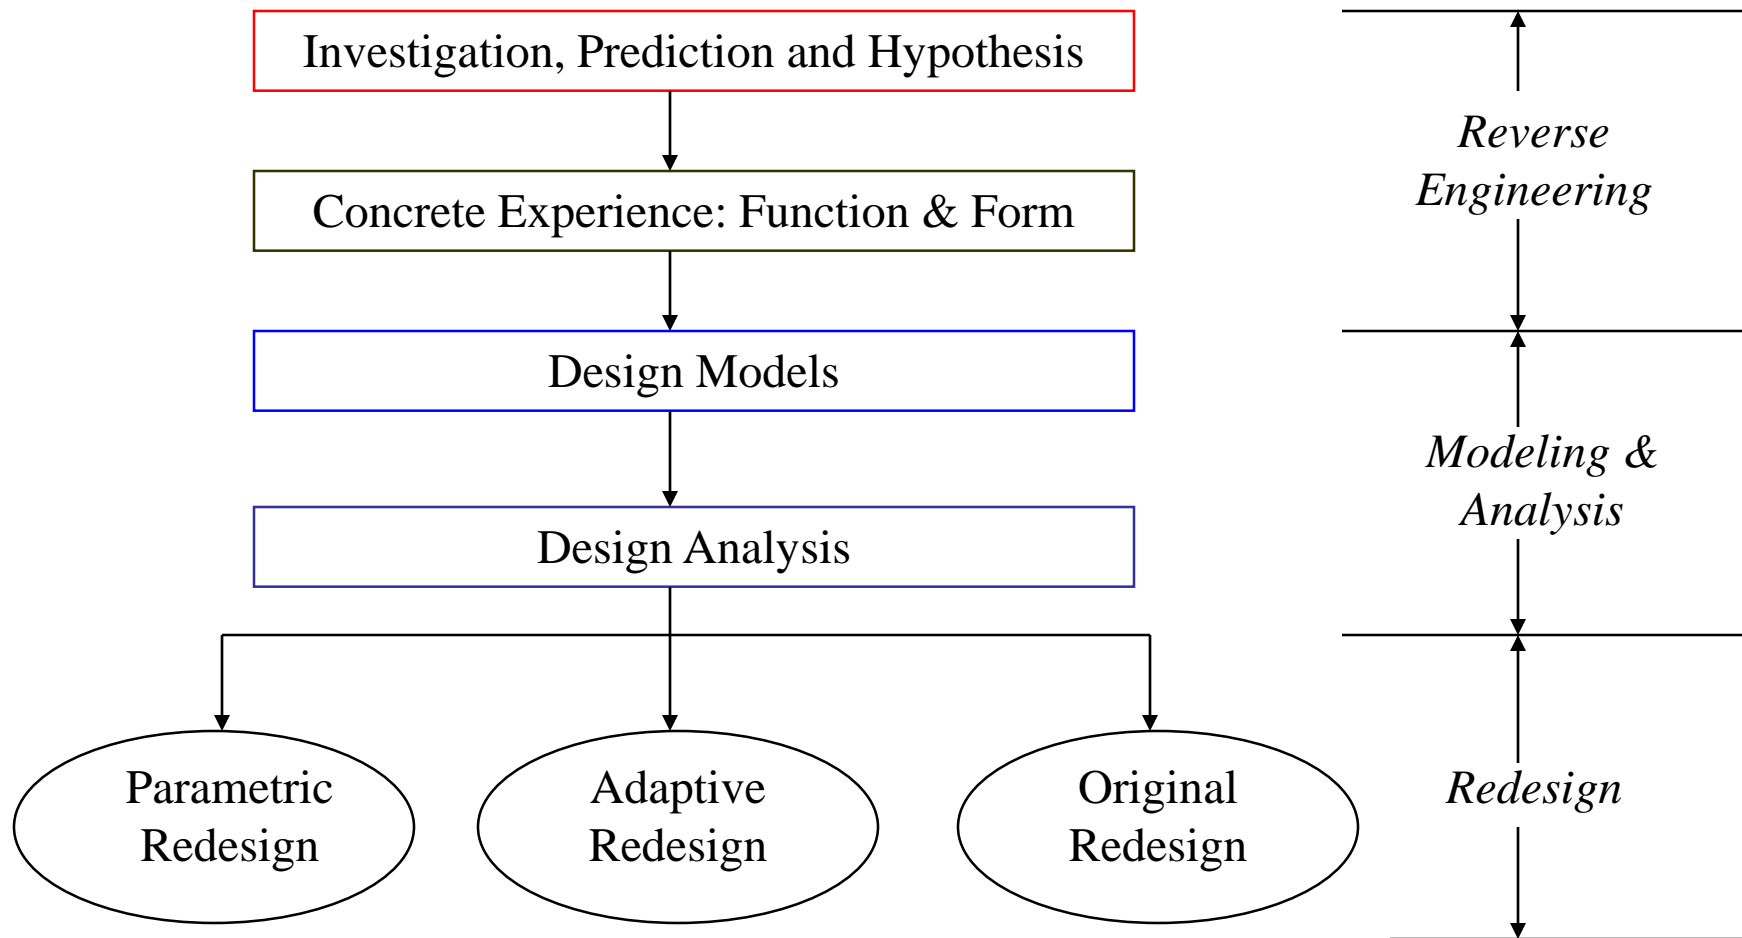 Investigation, Prediction and Hypothesis
Reverse
Engineering
Concrete Experience: Function & Form
Design Models
Modeling &
Analysis
Design Analysis
Parametric
Redesign
Adaptive
Redesign
Original
Redesign
Redesign